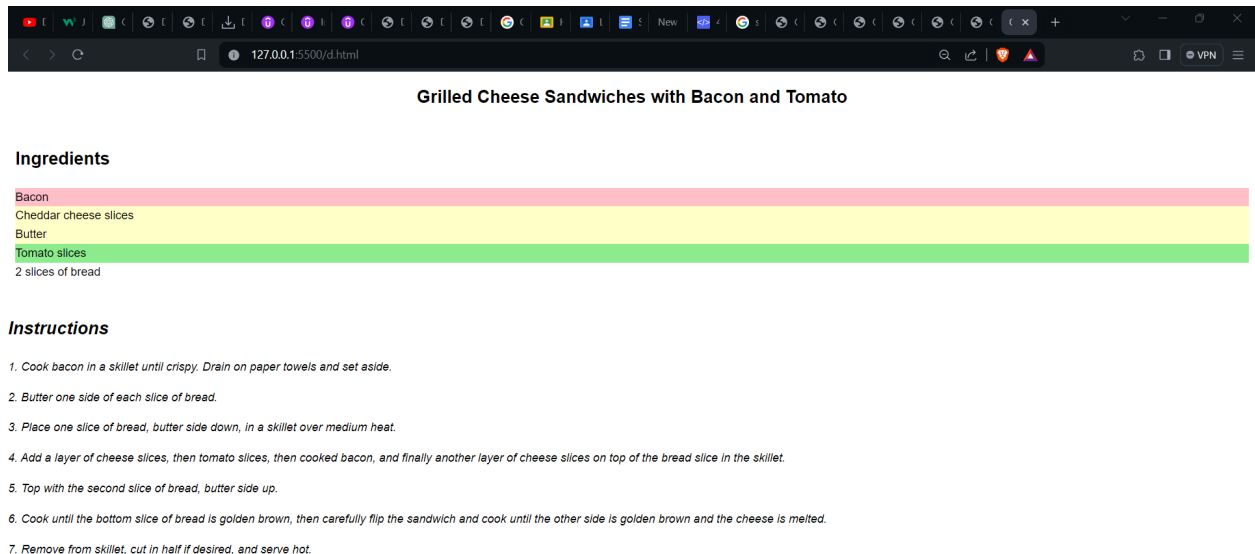 New
127.0.0.1:5500/d.html
VPN
Grilled Cheese Sandwiches with Bacon and Tomato
Ingredients
Bacon
Cheddar cheese slices
Butter
Tomato slices
2 slices of bread
Instructions
1. Cook bacon in a skillet until crispy. Drain on paper towels and set aside.
2. Butter one side of each slice of bread.
3. Place one slice of bread, butter side down, in a skillet over medium heat.
4. Add a layer of cheese slices, then tomato slices, then cooked bacon, and finally another layer of cheese slices on top of the bread slice in the skillet.
5. Top with the second slice of bread, butter side up.
6. Cook until the bottom slice of bread is golden brown, then carefully flip the sandwich and cook until the other side is golden brown and the cheese is melted.
7. Remove from skillet, cut in half if desired, and serve hot.